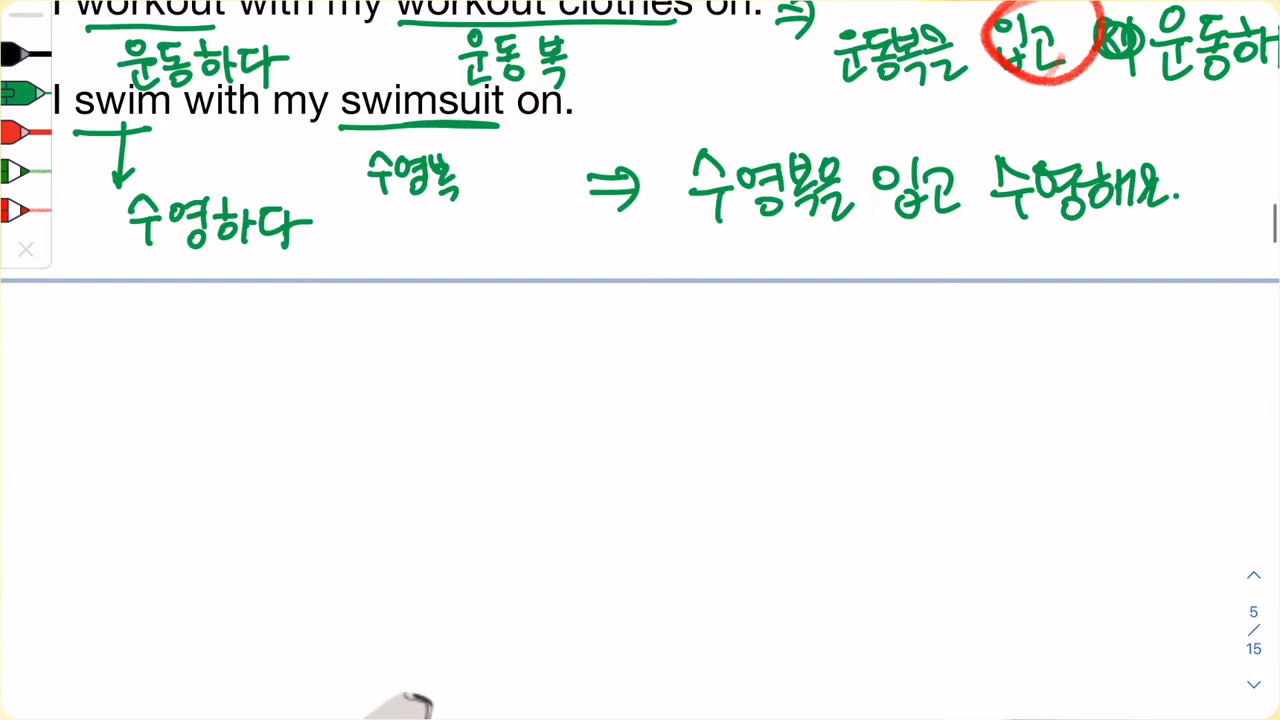 I workout with my workout clothes on. ⇒
운동하다 운동복 운동복을 입고 운동해
I swim with my swimsuit on.
수영복 ⇒ 수영복을 입고 수영해요.
수영하다
5
/
15